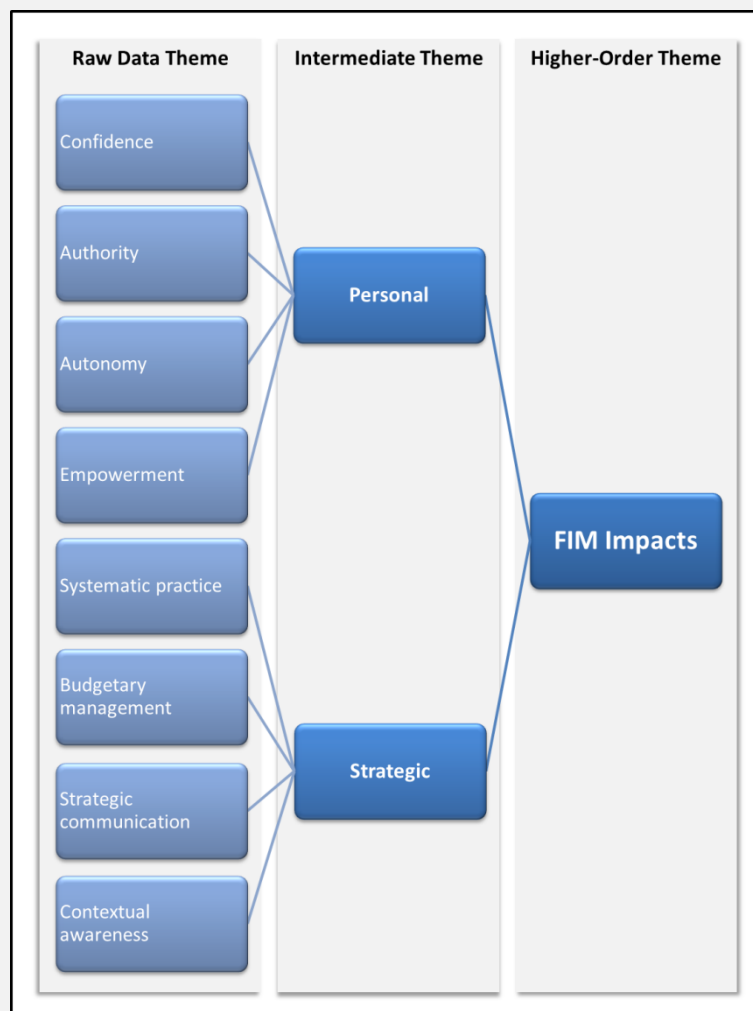 Raw Data Theme
Intermediate Theme
Higher-Order Theme
Confidence
Authority
Autonomy
Empowerment
Systematic practice
Budgetary
management
Strategic
communication
Contextual
awareness
Personal
Strategic
FIM Impacts